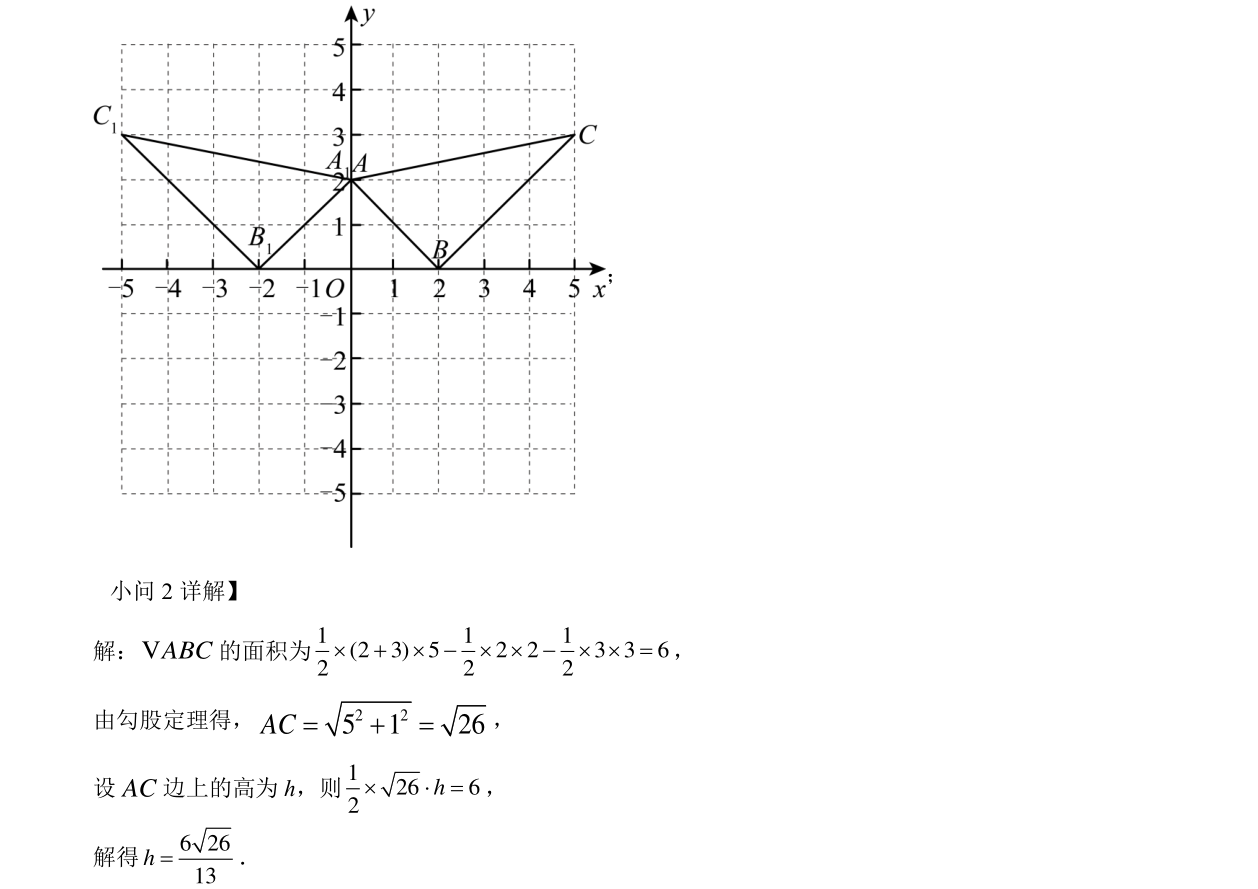 y
5
4
C₁ 3 C
A₁ A
2
B₁ 1 B
−5 −4 −3 −2 −1 O 1 2 3 4 5 x ;
−1
−2
−3
−4
−5
小问 2 详解】
解：VABC 的面积为 1/2×(2+3)×5−1/2×2×2−1/2×3×3=6，
由勾股定理得， AC=√(5²+1²)=√26，
设 AC 边上的高为 h，则 1/2×√26·h=6，
解得 h=6√26/13．